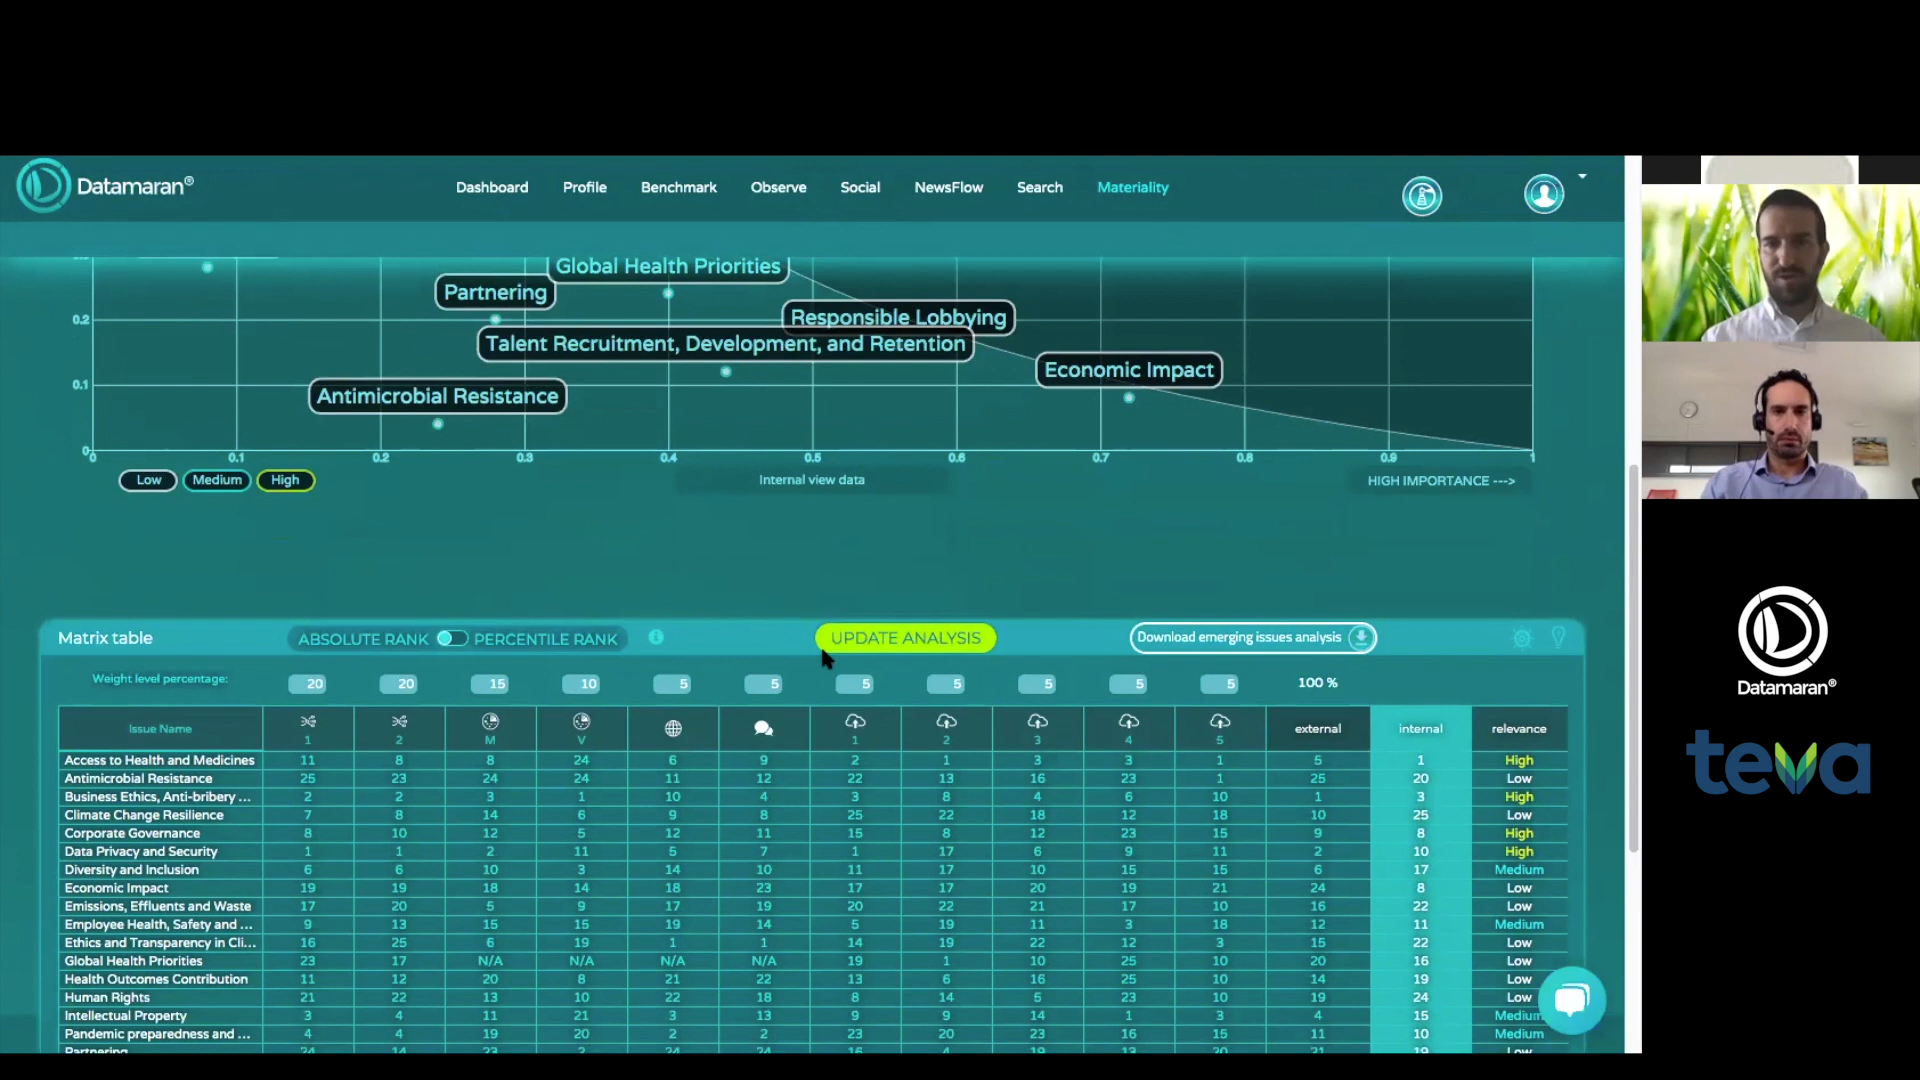 Datamaran®
Dashboard Profile Benchmark Observe Social NewsFlow Search Materiality
Global Health Priorities
Partnering
0.2
Responsible Lobbying
Talent Recruitment, Development, and Retention
Economic Impact
0.1
Antimicrobial Resistance
0
0 0.1 0.2 0.3 0.4 0.5 0.6 0.7 0.8 0.9 1
Low Medium High Internal view data HIGH IMPORTANCE --->
Matrix table ABSOLUTE RANK PERCENTILE RANK UPDATE ANALYSIS Download emerging issues analysis
Weight level percentage: 20 20 15 10 5 5 5 5 5 5 5 100 %
Issue Name 1 2 M V 1 2 3 4 5 external internal relevance
Access to Health and Medicines 11 8 8 24 6 9 2 1 3 3 1 5 1 High
Antimicrobial Resistance 25 23 24 24 11 12 22 13 16 23 1 25 20 Low
Business Ethics, Anti-bribery ... 2 2 3 1 10 4 3 8 4 6 10 1 3 High
Climate Change Resilience 7 8 14 6 9 8 25 22 18 12 18 10 25 Low
Corporate Governance 8 10 12 5 12 11 15 8 12 23 15 9 8 High
Data Privacy and Security 1 1 2 11 5 7 1 17 6 9 11 2 10 High
Diversity and Inclusion 6 6 10 3 14 10 11 17 10 15 15 6 17 Medium
Economic Impact 19 19 18 14 18 23 17 17 20 19 21 24 8 Low
Emissions, Effluents and Waste 17 20 5 9 17 19 20 22 21 17 10 16 22 Low
Employee Health, Safety and ... 9 13 15 15 19 14 5 19 11 3 18 12 11 Medium
Ethics and Transparency in Cli... 16 25 6 19 1 1 14 19 22 12 3 15 22 Low
Global Health Priorities 23 17 N/A N/A N/A N/A 19 1 10 25 10 20 16 Low
Health Outcomes Contribution 11 12 20 8 21 22 13 6 16 25 10 14 19 Low
Human Rights 21 22 13 10 22 18 8 14 5 23 10 19 24 Low
Intellectual Property 3 4 11 21 3 13 9 9 14 1 3 4 15 Medium
Pandemic preparedness and ... 4 4 19 20 2 2 23 20 23 16 15 11 10 Medium
Partnering 24 14 23 2 24 24 16 4 19 13 20 21 19 Low
Datamaran®
teva